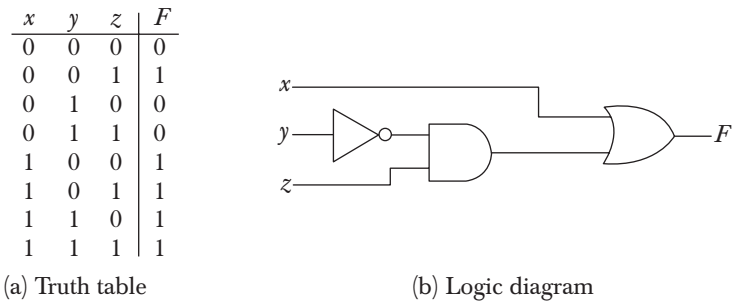 x y z F
0 0 0 0
0 0 1 1
0 1 0 0
0 1 1 0
1 0 0 1
1 0 1 1
1 1 0 1
1 1 1 1
(a) Truth table
x
y
z
F
(b) Logic diagram